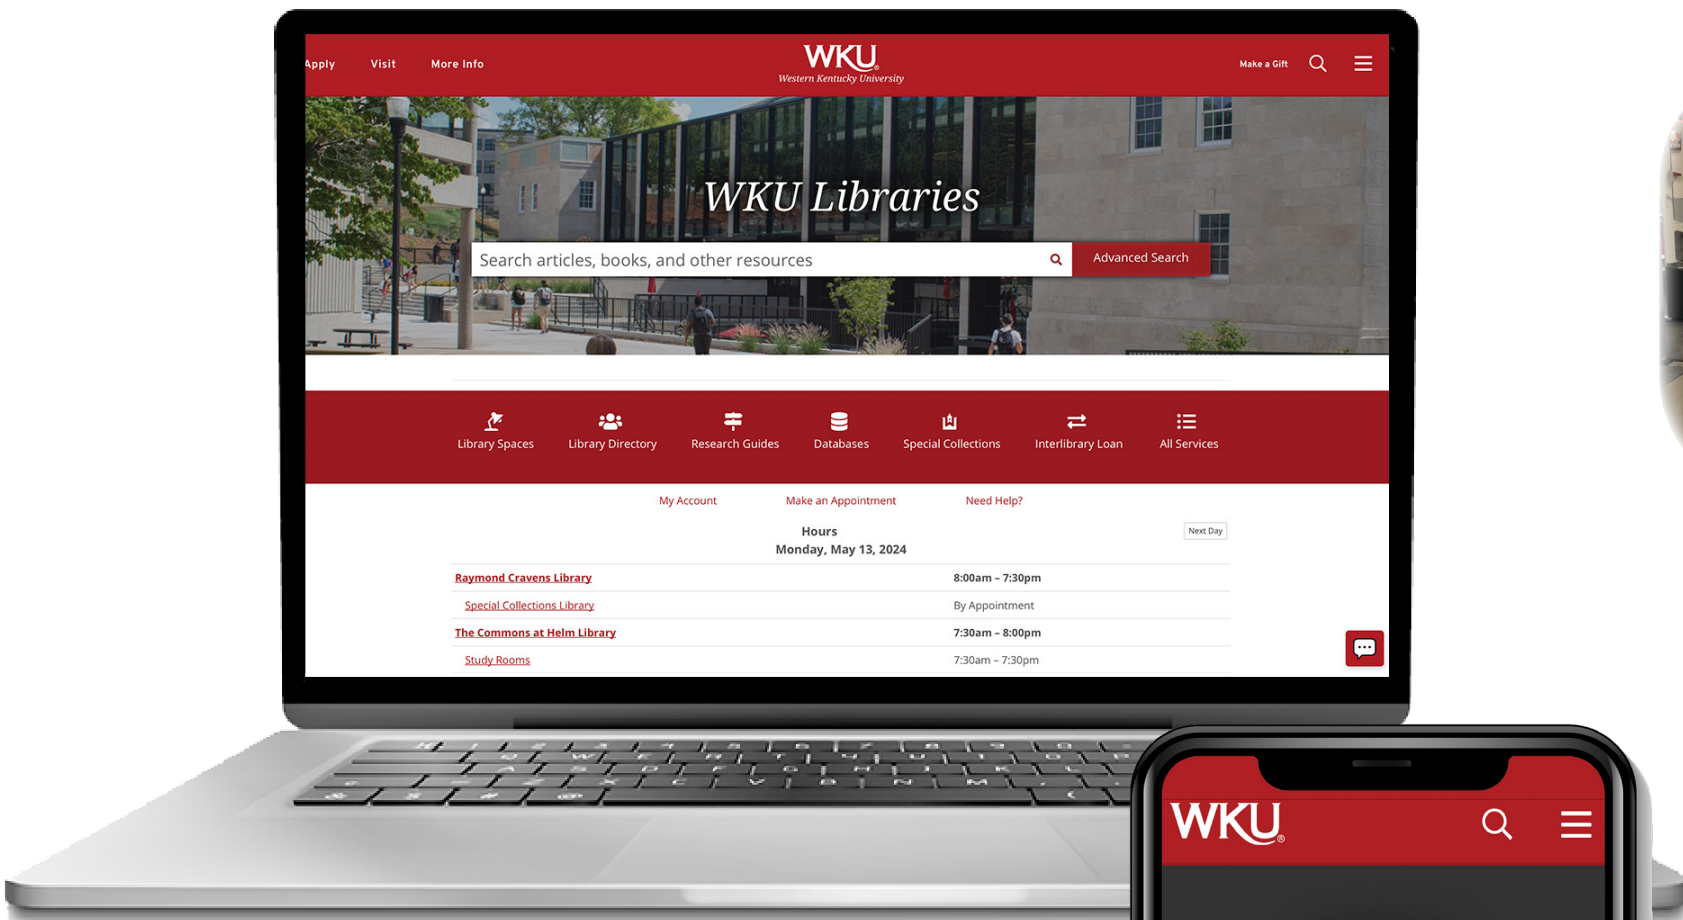 Apply Visit More Info
WKU®
Western Kentucky University
Make a Gift
WKU Libraries
Search articles, books, and other resources
Advanced Search
Library Spaces Library Directory Research Guides Databases Special Collections Interlibrary Loan All Services
My Account Make an Appointment Need Help?
Hours
Monday, May 13, 2024
Next Day
Raymond Cravens Library 8:00am – 7:30pm
Special Collections Library By Appointment
The Commons at Helm Library 7:30am – 8:00pm
Study Rooms 7:30am – 7:30pm
WKU®